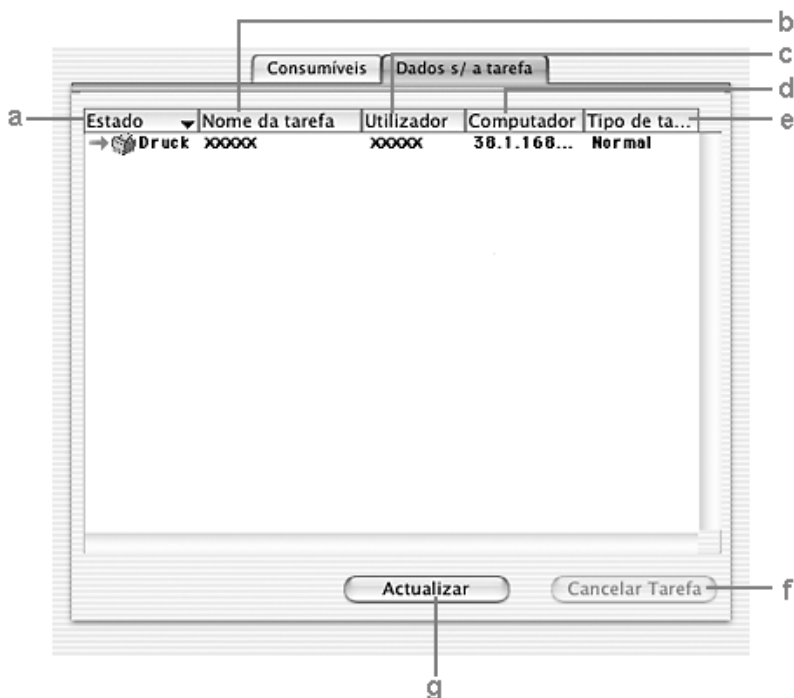 b
Consumíveis Dados s/ a tarefa c
d
a Estado Nome da tarefa Utilizador Computador Tipo de ta... e
Druck xxxxx xxxxx 38.1.168... Normal
Actualizar Cancelar Tarefa f
g